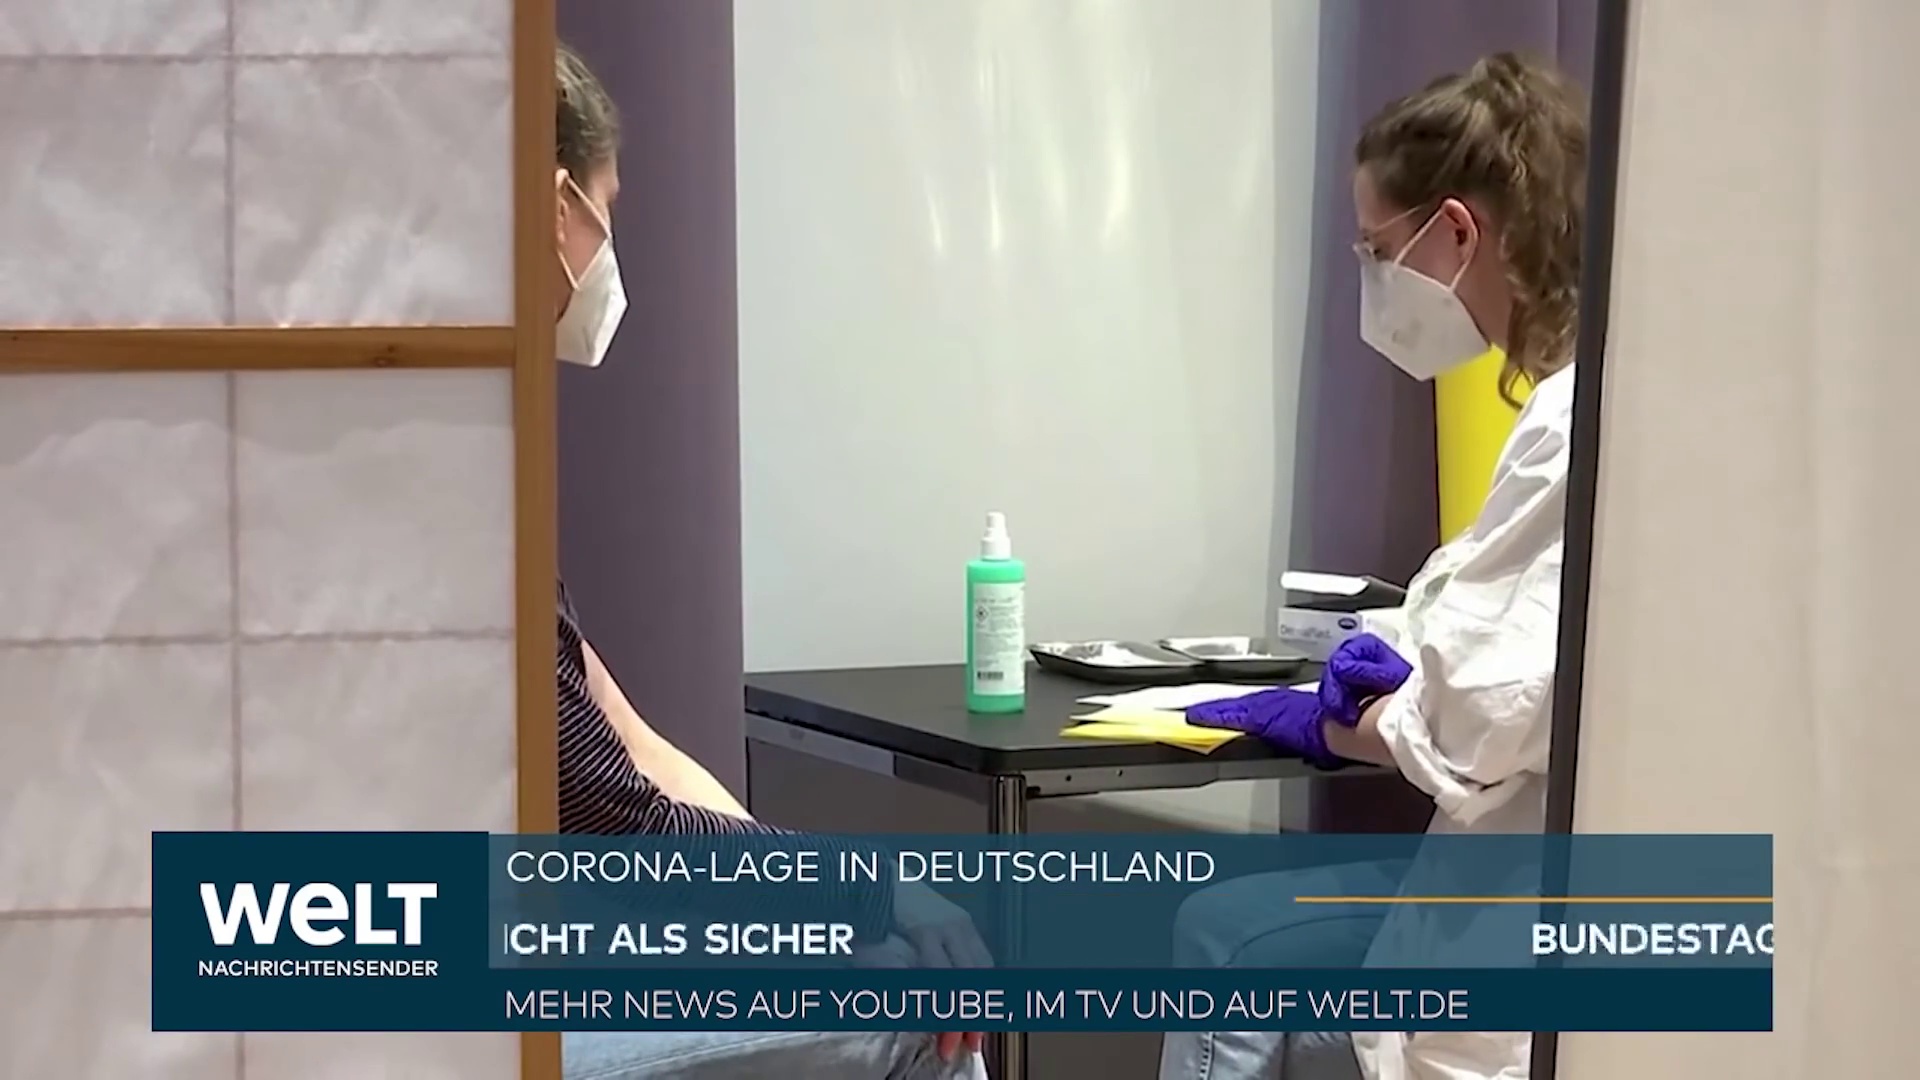 CORONA-LAGE IN DEUTSCHLAND
WELT
NACHRICHTENSENDER
ICHT ALS SICHER BUNDESTAG
MEHR NEWS AUF YOUTUBE, IM TV UND AUF WELT.DE